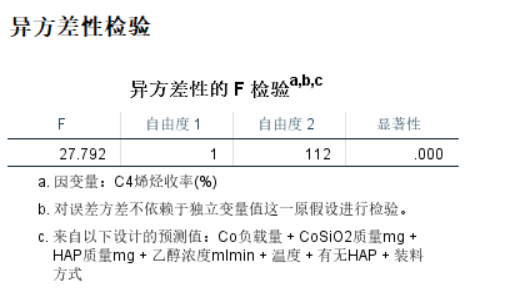 异方差性检验
异方差性的 F 检验a,b,c
F 自由度 1 自由度 2 显著性
27.792 1 112 .000
a. 因变量：C4烯烃收率(%)
b. 对误差方差不依赖于独立变量值这一原假设进行检验。
c. 来自以下设计的预测值：Co负载量 + CoSiO2质量mg +
HAP质量mg + 乙醇浓度mlmin + 温度 + 有无HAP + 装料
方式